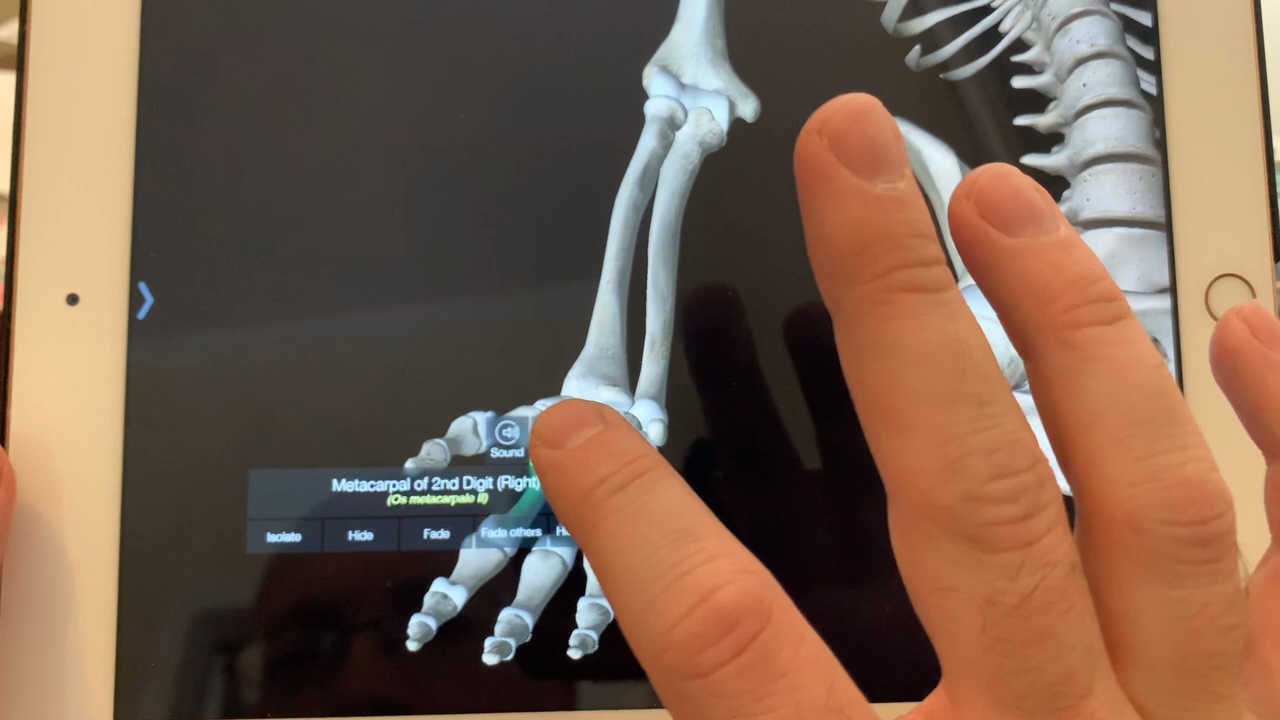 Sound
Metacarpal of 2nd Digit (Right)
(Os metacarpale II)
Isolate Hide Fade Fade others